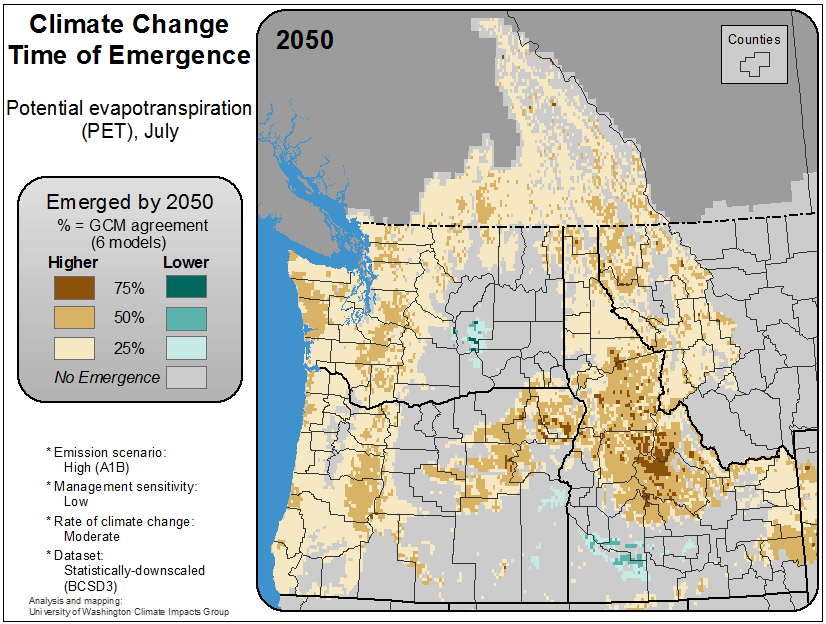 Climate Change
Time of Emergence
Potential evapotranspiration
(PET), July
Emerged by 2050
% = GCM agreement
(6 models)
Higher Lower
75%
50%
25%
No Emergence
* Emission scenario:
High (A1B)
* Management sensitivity:
Low
* Rate of climate change:
Moderate
* Dataset:
Statistically-downscaled
(BCSD3)
Analysis and mapping:
University of Washington Climate Impacts Group
2050
Counties